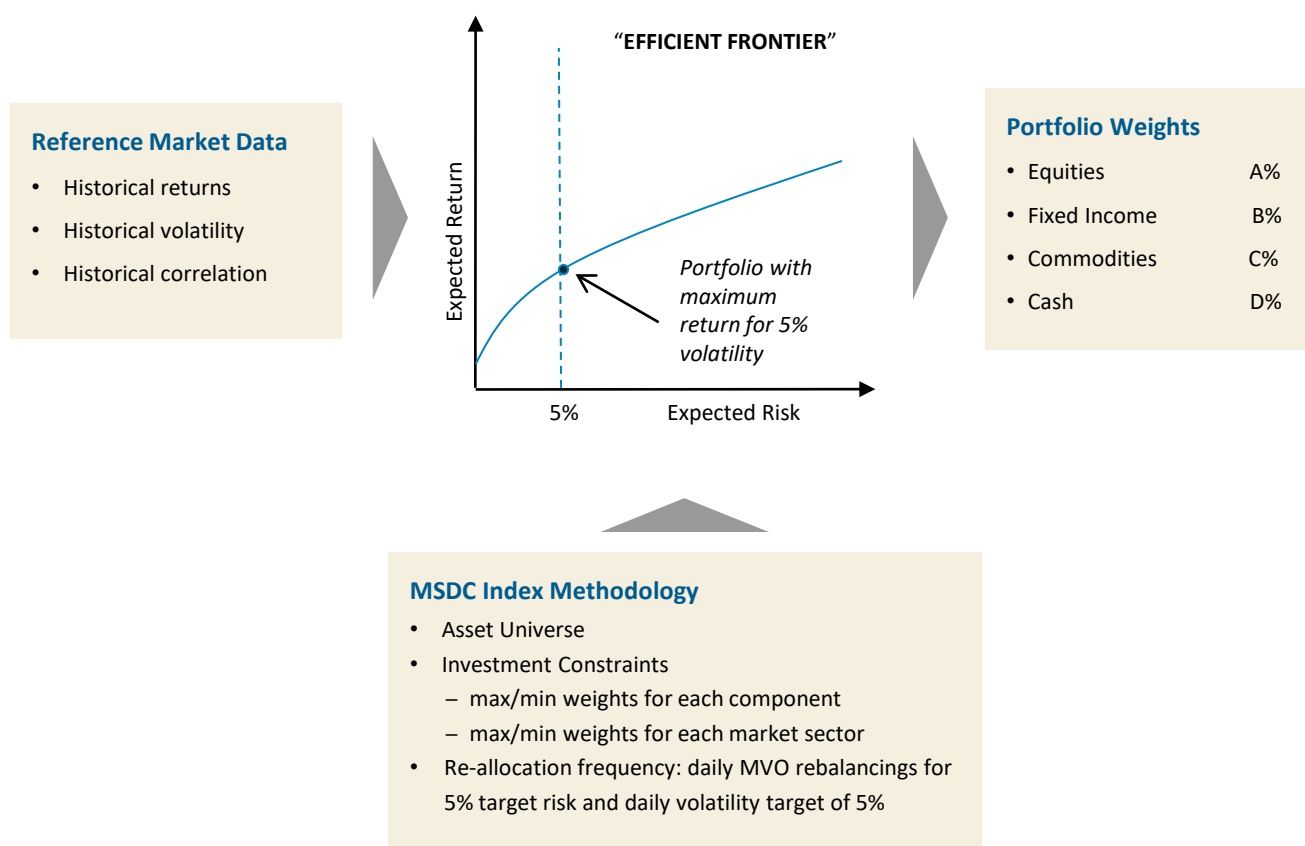 “EFFICIENT FRONTIER”
Reference Market Data
• Historical returns
• Historical volatility
• Historical correlation
Expected Return
Portfolio with
maximum
return for 5%
volatility
5%
Expected Risk
Portfolio Weights
• Equities A%
• Fixed Income B%
• Commodities C%
• Cash D%
MSDC Index Methodology
• Asset Universe
• Investment Constraints
– max/min weights for each component
– max/min weights for each market sector
• Re-allocation frequency: daily MVO rebalancings for
5% target risk and daily volatility target of 5%